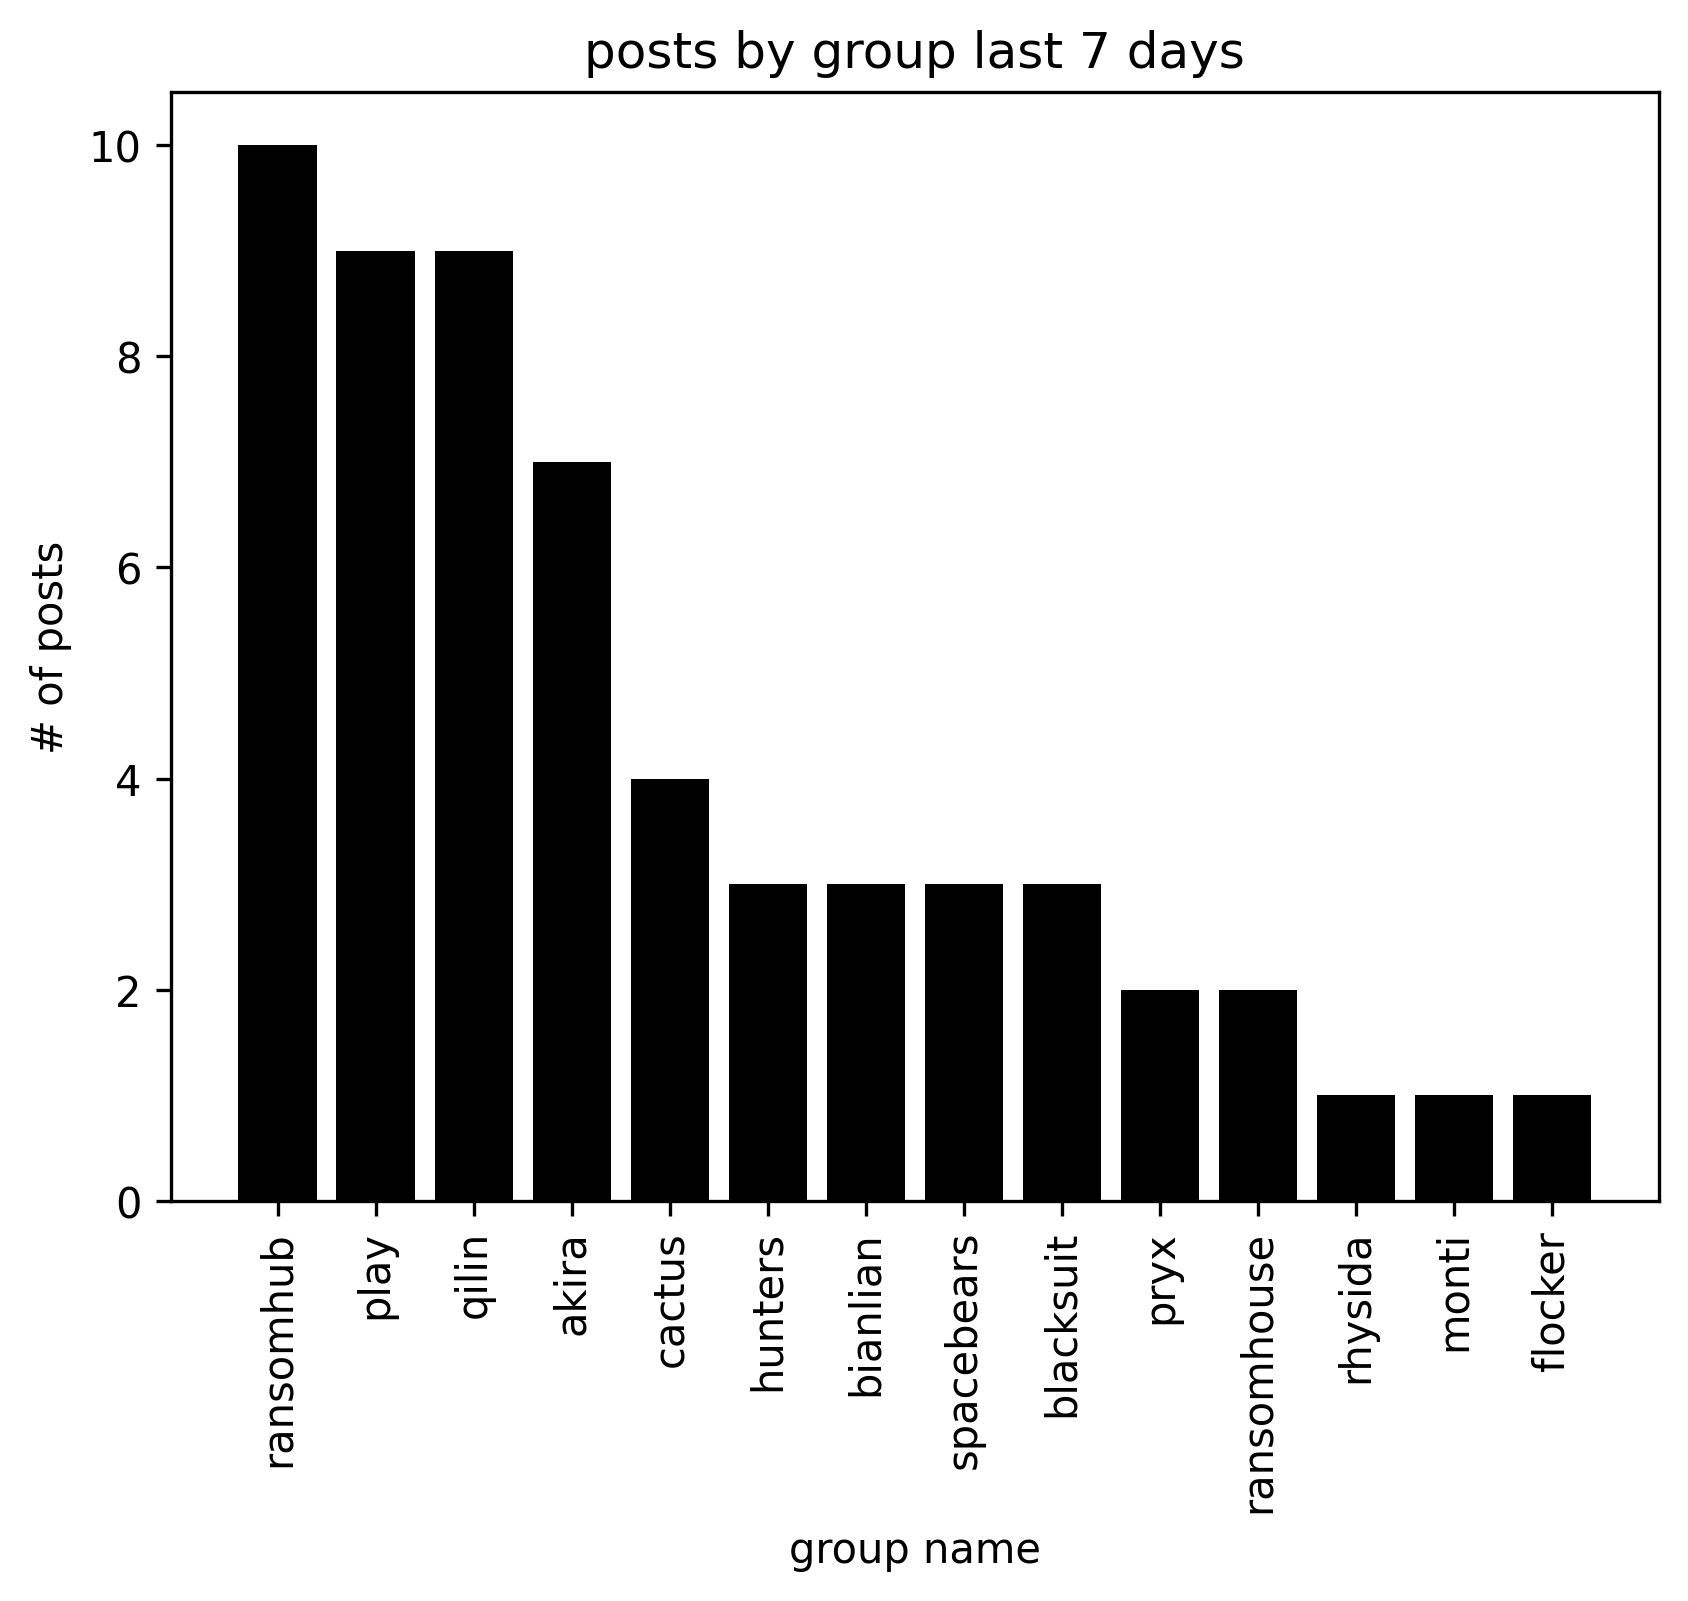 posts by group last 7 days
# of posts
10
8
6
4
2
0
ransomhub
play
qilin
akira
cactus
hunters
bianlian
spacebears
blacksuit
pryx
ransomhouse
rhysida
monti
flocker
group name